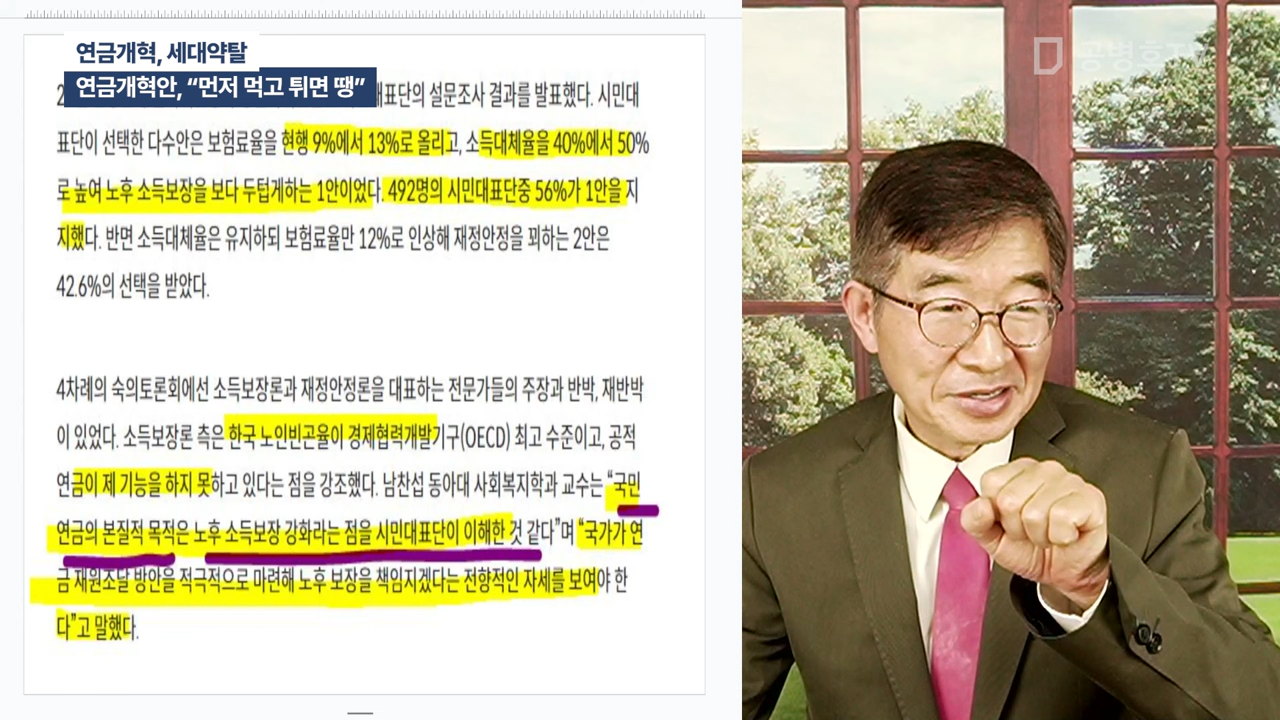 연금개혁, 세대약탈
연금개혁안, “먼저 먹고 튀면 땡”
공병호
2 대표단의 설문조사 결과를 발표했다. 시민대
표단이 선택한 다수안은 보험료율을 현행 9%에서 13%로 올리고, 소득대체율을 40%에서 50%
로 높여 노후 소득보장을 보다 두텁게하는 1안이었다. 492명의 시민대표단중 56%가 1안을 지
지했다. 반면 소득대체율은 유지하되 보험료율만 12%로 인상해 재정안정을 꾀하는 2안은
42.6%의 선택을 받았다.
4차례의 숙의토론회에서 소득보장론과 재정안정론을 대표하는 전문가들의 주장과 반박, 재반박
이 있었다. 소득보장론 측은 한국 노인빈곤율이 경제협력개발기구(OECD) 최고 수준이고, 공적
연금이 제 기능을 하지 못하고 있다는 점을 강조했다. 남찬섭 동아대 사회복지학과 교수는 “국민
연금의 본질적 목적은 노후 소득보장 강화라는 점을 시민대표단이 이해한 것 같다”며 “국가가 연
금 재원조달 방안을 적극적으로 마련해 노후 보장을 책임지겠다는 전향적인 자세를 보여야 한
다”고 말했다.